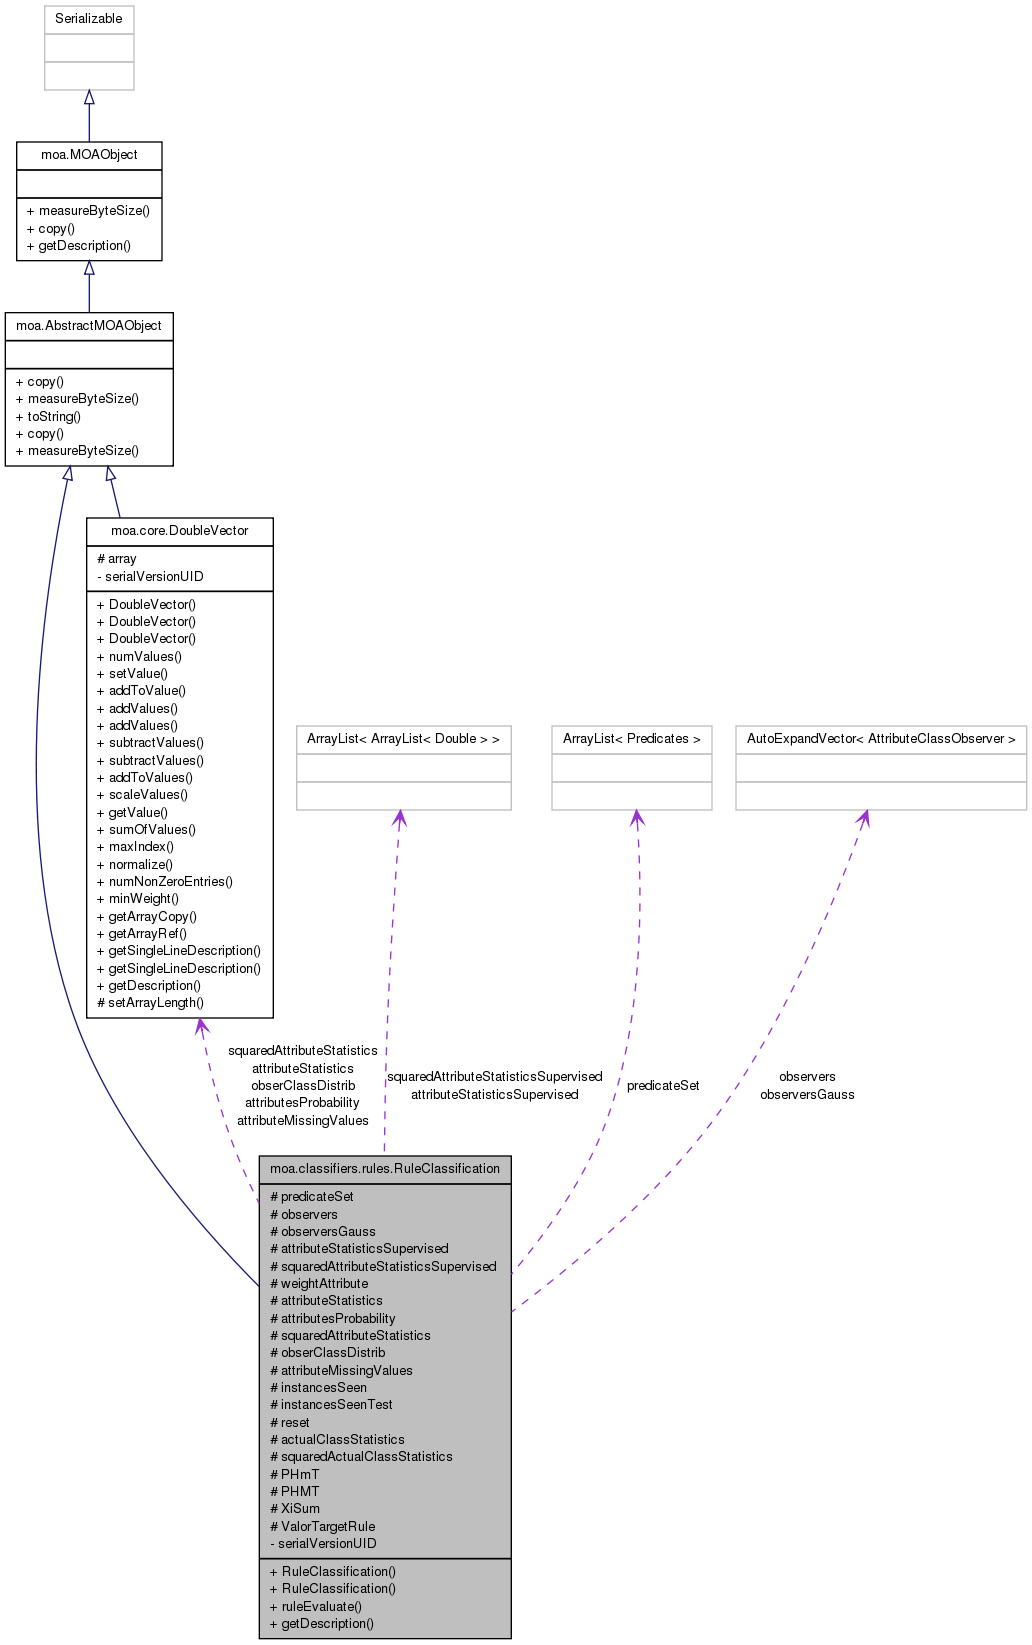 Serializable
moa.MOAObject
+ measureByteSize()
+ copy()
+ getDescription()
moa.AbstractMOAObject
+ copy()
+ measureByteSize()
+ toString()
+ copy()
+ measureByteSize()
moa.core.DoubleVector
# array
- serialVersionUID
+ DoubleVector()
+ DoubleVector()
+ DoubleVector()
+ numValues()
+ setValue()
+ addToValue()
+ addValues()
+ addValues()
+ subtractValues()
+ subtractValues()
+ addToValues()
+ scaleValues()
+ getValue()
+ sumOfValues()
+ maxIndex()
+ normalize()
+ numNonZeroEntries()
+ minWeight()
+ getArrayCopy()
+ getArrayRef()
+ getSingleLineDescription()
+ getSingleLineDescription()
+ getDescription()
# setArrayLength()
ArrayList< ArrayList< Double > >
ArrayList< Predicates >
AutoExpandVector< AttributeClassObserver >
squaredAttributeStatistics
attributeStatistics
obserClassDistrib
attributesProbability
attributeMissingValues
squaredAttributeStatisticsSupervised
attributeStatisticsSupervised
predicateSet
observers
observersGauss
moa.classifiers.rules.RuleClassification
# predicateSet
# observers
# observersGauss
# attributeStatisticsSupervised
# squaredAttributeStatisticsSupervised
# weightAttribute
# attributeStatistics
# attributesProbability
# squaredAttributeStatistics
# obserClassDistrib
# attributeMissingValues
# instancesSeen
# instancesSeenTest
# reset
# actualClassStatistics
# squaredActualClassStatistics
# PHmT
# PHMT
# XiSum
# ValorTargetRule
- serialVersionUID
+ RuleClassification()
+ RuleClassification()
+ ruleEvaluate()
+ getDescription()